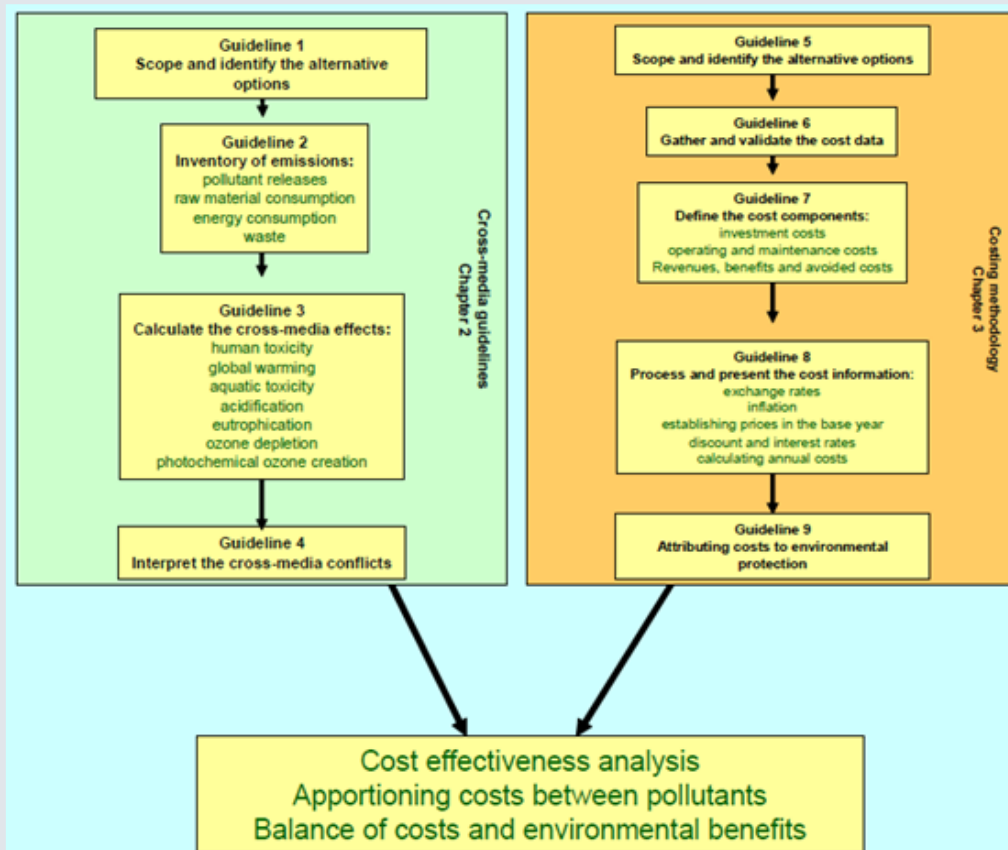 Guideline 1
Scope and identify the alternative
options
Guideline 2
Inventory of emissions:
pollutant releases
raw material consumption
energy consumption
waste
Guideline 3
Calculate the cross-media effects:
human toxicity
global warming
aquatic toxicity
acidification
eutrophication
ozone depletion
photochemical ozone creation
Guideline 4
Interpret the cross-media conflicts
Cross-media guidelines
Chapter 2
Guideline 5
Scope and identify the alternative options
Guideline 6
Gather and validate the cost data
Guideline 7
Define the cost components:
investment costs
operating and maintenance costs
Revenues, benefits and avoided costs
Guideline 8
Process and present the cost information:
exchange rates
inflation
establishing prices in the base year
discount and interest rates
calculating annual costs
Guideline 9
Attributing costs to environmental
protection
Costing methodology
Chapter 3
Cost effectiveness analysis
Apportioning costs between pollutants
Balance of costs and environmental benefits